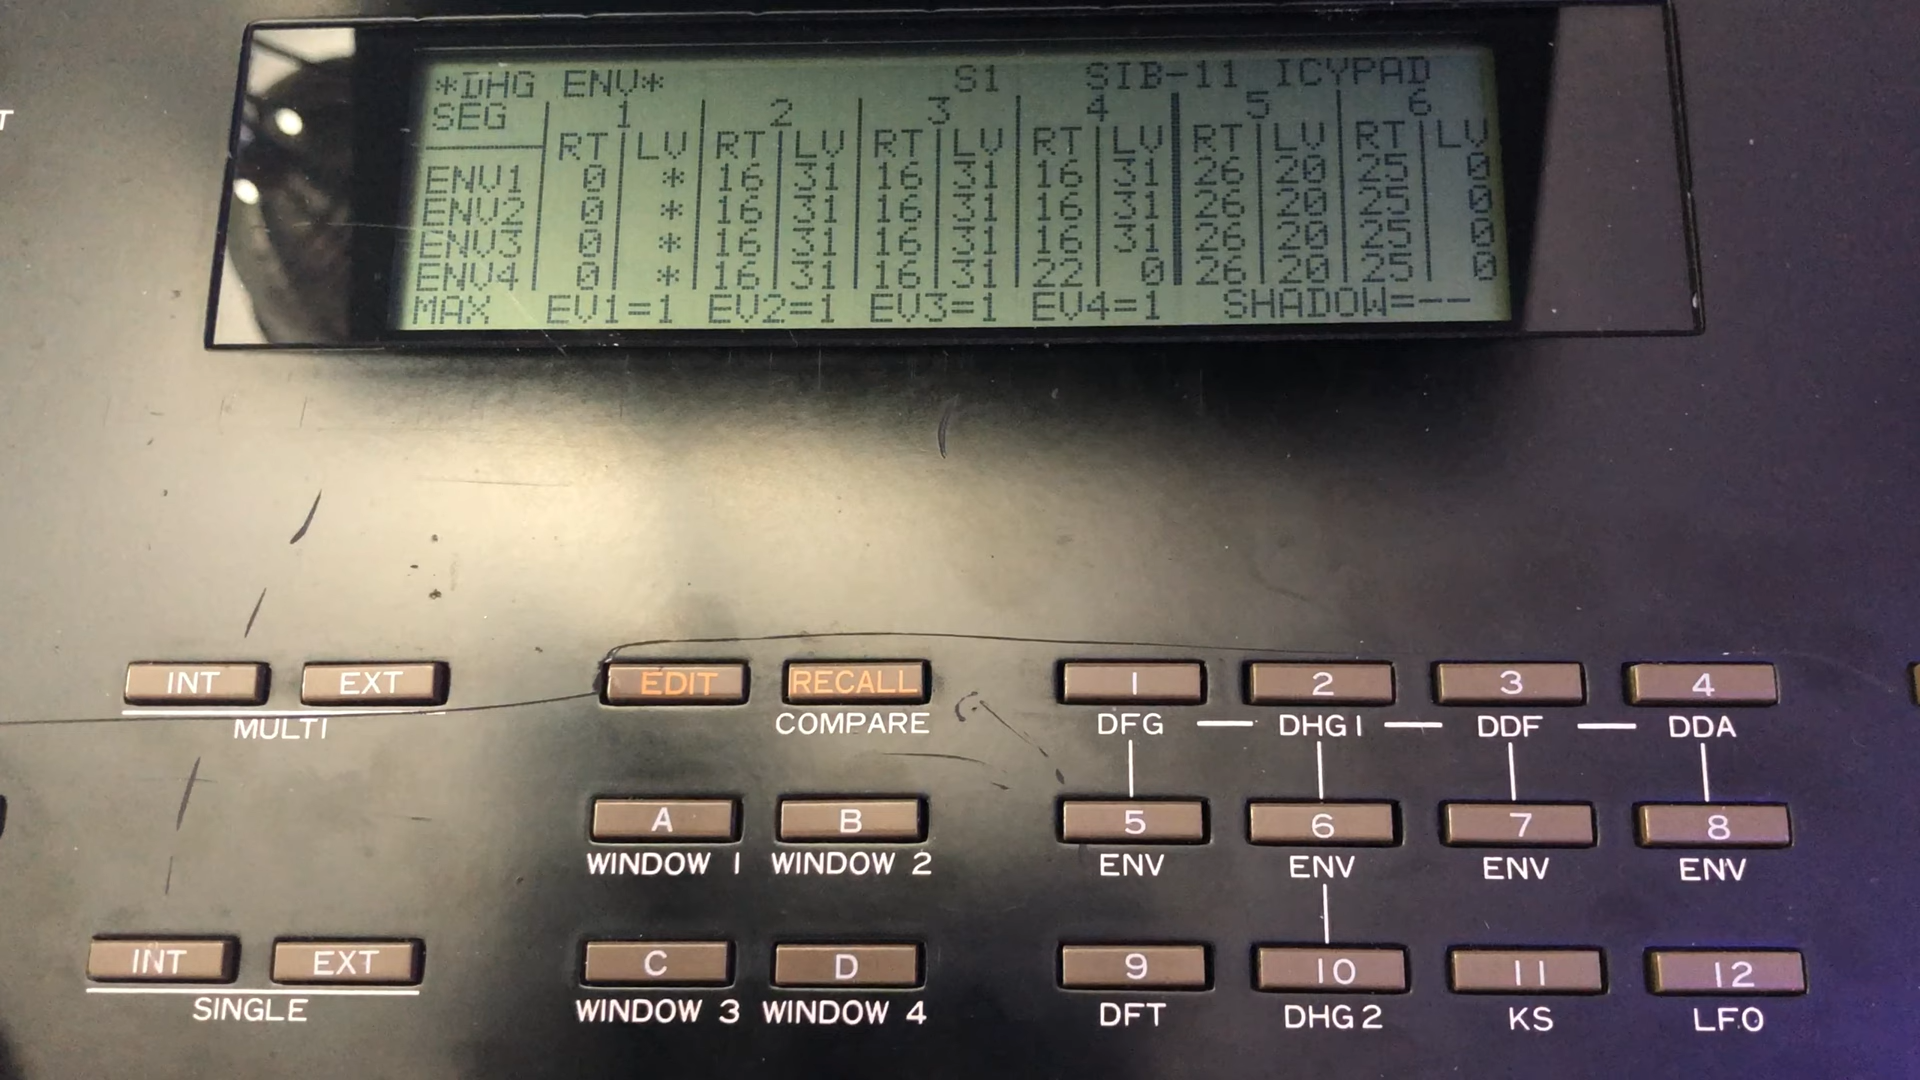 *DHG ENV* S1 SIB-11 ICYPAD
SEG 1 2 3 4 5 6
RT LV RT LV RT LV RT LV RT LV RT LV
ENV1 0 * 16 31 16 31 16 31 26 20 25 0
ENV2 0 * 16 31 16 31 16 31 26 20 25 0
ENV3 0 * 16 31 16 31 16 31 26 20 25 0
ENV4 0 * 16 31 16 31 22 0 26 20 25 0
MAX EV1=1 EV2=1 EV3=1 EV4=1 SHADOW=--
T
INT EXT EDIT RECALL 1 2 3 4
MULTI COMPARE DFG DHG1 DDF DDA
A B 5 6 7 8
WINDOW 1 WINDOW 2 ENV ENV ENV ENV
INT EXT C D 9 10 11 12
SINGLE WINDOW 3 WINDOW 4 DFT DHG2 KS LFO